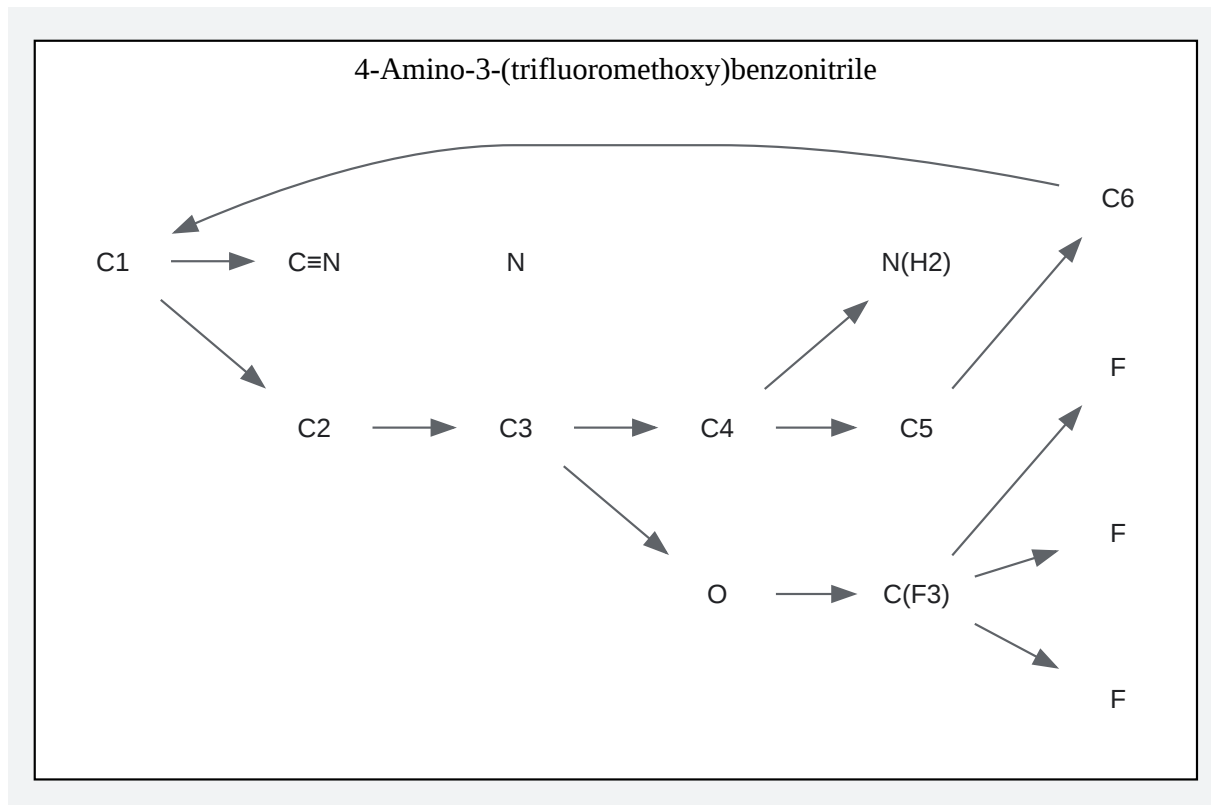 4-Amino-3-(trifluoromethoxy)benzonitrile
C6
C1 C≡N N N(H2)
F
C2 C3 C4 C5
F
O C(F3)
F